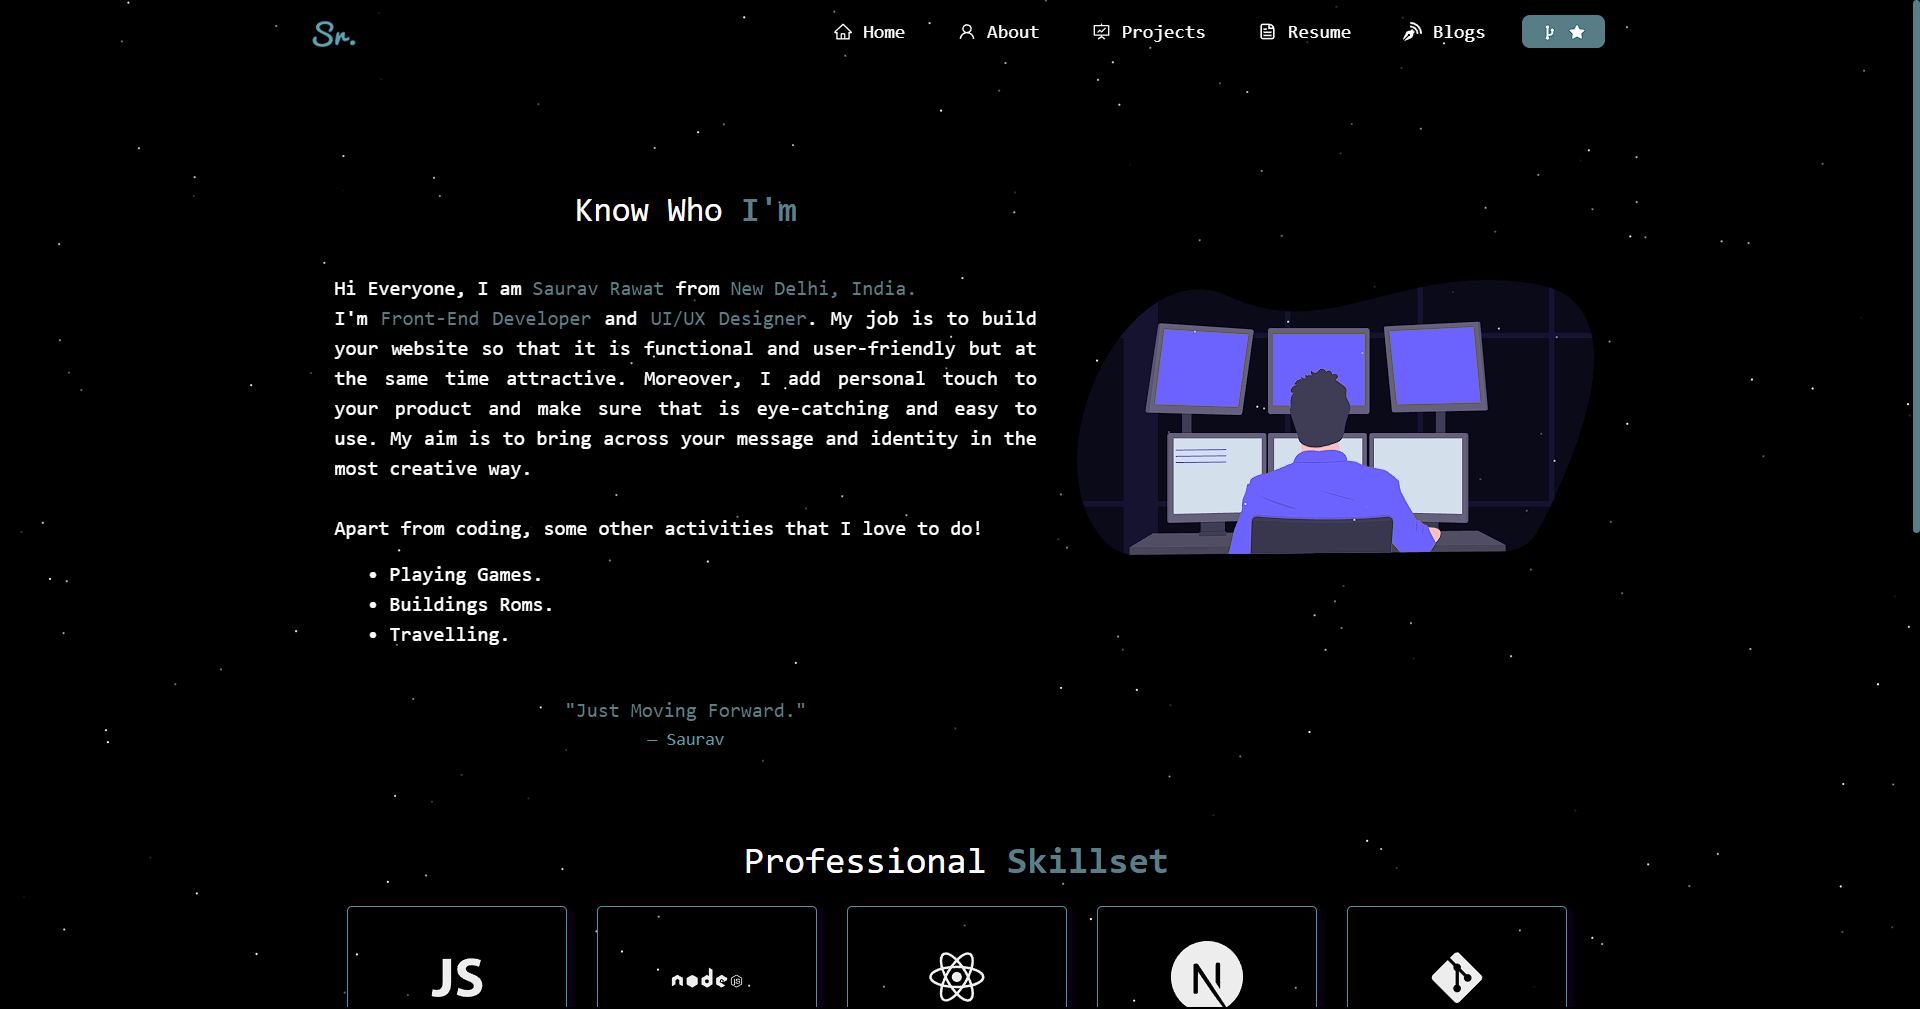 Sr.
Home
About
Projects
Resume
Blogs
Know Who I'm
Hi Everyone, I am Saurav Rawat from New Delhi, India.
I'm Front-End Developer and UI/UX Designer. My job is to build
your website so that it is functional and user-friendly but at
the same time attractive. Moreover, I add personal touch to
your product and make sure that is eye-catching and easy to
use. My aim is to bring across your message and identity in the
most creative way.
Apart from coding, some other activities that I love to do!
• Playing Games.
• Buildings Roms.
• Travelling.
"Just Moving Forward."
— Saurav
Professional Skillset
JS
node JS
N